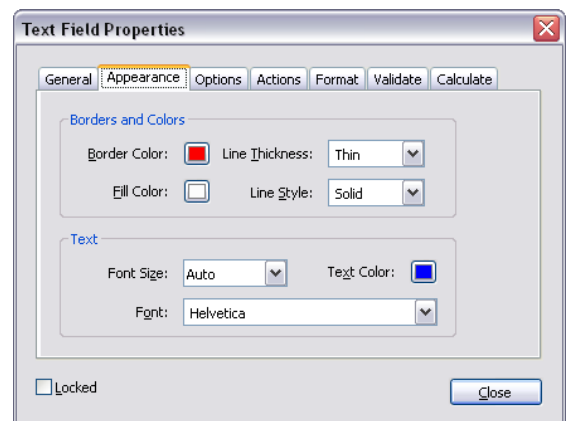 Text Field Properties
General Appearance Options Actions Format Validate Calculate
Borders and Colors
Border Color: Line Thickness: Thin
Fill Color: Line Style: Solid
Text
Font Size: Auto Text Color:
Font: Helvetica
Locked
Close